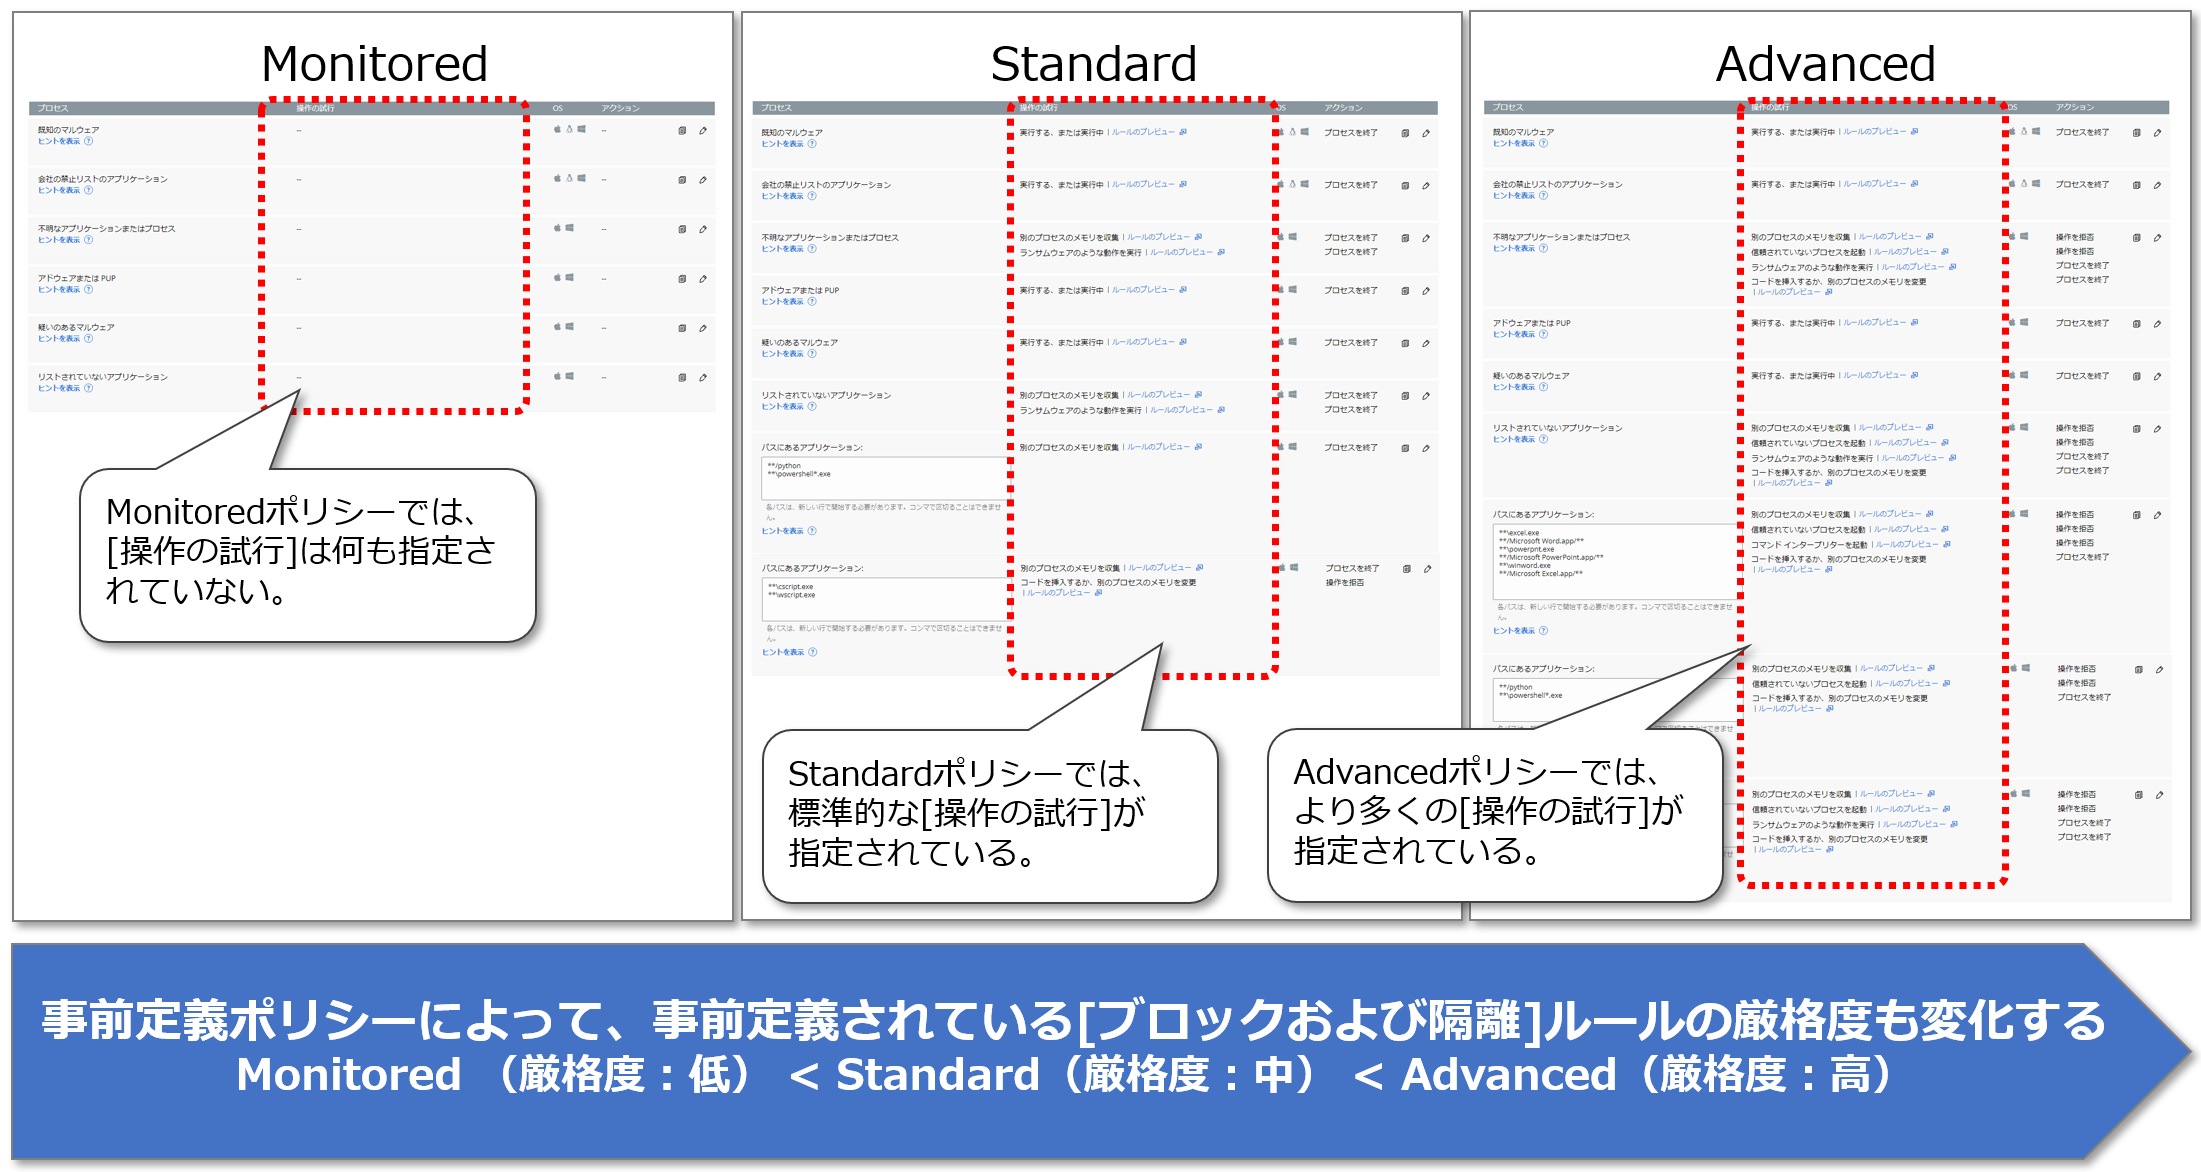 Monitored
プロセス 操作の試行 OS アクション
既知のマルウェア -- --
ヒントを表示
会社の禁止リストのアプリケーション -- --
ヒントを表示
不明なアプリケーションまたはプロセス --
ヒントを表示
アドウェアまたは PUP -- --
ヒントを表示
疑いのあるマルウェア -- --
ヒントを表示
リストされていないアプリケーション -- --
ヒントを表示
Monitoredポリシーでは、
[操作の試行]は何も指定さ
れていない。
Standard
プロセス 操作の試行 OS アクション
既知のマルウェア 実行する、または実行中 | ルールのプレビュー プロセスを終了
ヒントを表示
会社の禁止リストのアプリケーション 実行する、または実行中 | ルールのプレビュー プロセスを終了
ヒントを表示
不明なアプリケーションまたはプロセス 別のプロセスのメモリを収集 | ルールのプレビュー プロセスを終了
ヒントを表示 ランサムウェアのような動作を実行 | ルールのプレビュー プロセスを終了
アドウェアまたは PUP 実行する、または実行中 | ルールのプレビュー プロセスを終了
ヒントを表示
疑いのあるマルウェア 実行する、または実行中 | ルールのプレビュー プロセスを終了
ヒントを表示
リストされていないアプリケーション 別のプロセスのメモリを収集 | ルールのプレビュー プロセスを終了
ヒントを表示 ランサムウェアのような動作を実行 | ルールのプレビュー プロセスを終了
パスにあるアプリケーション: 別のプロセスのメモリを収集 | ルールのプレビュー プロセスを終了
**/python
**\powershell*.exe
各パスは、新しい行で開始する必要があります。コンマで区切ることはできませ
ん。
ヒントを表示
パスにあるアプリケーション: 別のプロセスのメモリを収集 | ルールのプレビュー プロセスを終了
**\cscript.exe コードを挿入するか、別のプロセスのメモリを変更 操作を拒否
**\wscript.exe | ルールのプレビュー
各パスは、新しい行で開始する必要があります。コンマで区切ることはできませ
ん。
ヒントを表示
Standardポリシーでは、
標準的な[操作の試行]が
指定されている。
Advanced
プロセス 操作の試行 OS アクション
既知のマルウェア 実行する、または実行中 | ルールのプレビュー プロセスを終了
ヒントを表示
会社の禁止リストのアプリケーション 実行する、または実行中 | ルールのプレビュー プロセスを終了
ヒントを表示
不明なアプリケーションまたはプロセス 別のプロセスのメモリを収集 | ルールのプレビュー 操作を拒否
ヒントを表示 信頼されていないプロセスを起動 | ルールのプレビュー 操作を拒否
ランサムウェアのような動作を実行 | ルールのプレビュー プロセスを終了
コードを挿入するか、別のプロセスのメモリを変更 プロセスを終了
| ルールのプレビュー
アドウェアまたは PUP 実行する、または実行中 | ルールのプレビュー プロセスを終了
ヒントを表示
疑いのあるマルウェア 実行する、または実行中 | ルールのプレビュー プロセスを終了
ヒントを表示
リストされていないアプリケーション 別のプロセスのメモリを収集 | ルールのプレビュー 操作を拒否
ヒントを表示 信頼されていないプロセスを起動 | ルールのプレビュー 操作を拒否
ランサムウェアのような動作を実行 | ルールのプレビュー プロセスを終了
コードを挿入するか、別のプロセスのメモリを変更 プロセスを終了
| ルールのプレビュー
パスにあるアプリケーション: 別のプロセスのメモリを収集 | ルールのプレビュー 操作を拒否
**\excel.exe 信頼されていないプロセスを起動 | ルールのプレビュー 操作を拒否
**/Microsoft Word.app/** コマンド インタープリターを起動 | ルールのプレビュー 操作を拒否
**\powerpnt.exe コードを挿入するか、別のプロセスのメモリを変更 プロセスを終了
**/Microsoft PowerPoint.app/** | ルールのプレビュー
**\winword.exe
**/Microsoft Excel.app/**
各パスは、新しい行で開始する必要があります。コンマで区切ることはできませ
ん。
ヒントを表示
パスにあるアプリケーション: 別のプロセスのメモリを収集 | ルールのプレビュー 操作を拒否
**/python 信頼されていないプロセスを起動 | ルールのプレビュー 操作を拒否
**\powershell*.exe コードを挿入するか、別のプロセスのメモリを変更 プロセスを終了
| ルールのプレビュー
別のプロセスのメモリを収集 | ルールのプレビュー 操作を拒否
信頼されていないプロセスを起動 | ルールのプレビュー 操作を拒否
ランサムウェアのような動作を実行 | ルールのプレビュー プロセスを終了
コードを挿入するか、別のプロセスのメモリを変更 プロセスを終了
| ルールのプレビュー
Advancedポリシーでは、
より多くの[操作の試行]が
指定されている。
事前定義ポリシーによって、事前定義されている[ブロックおよび隔離]ルールの厳格度も変化する
Monitored （厳格度：低） < Standard（厳格度：中） < Advanced（厳格度：高）